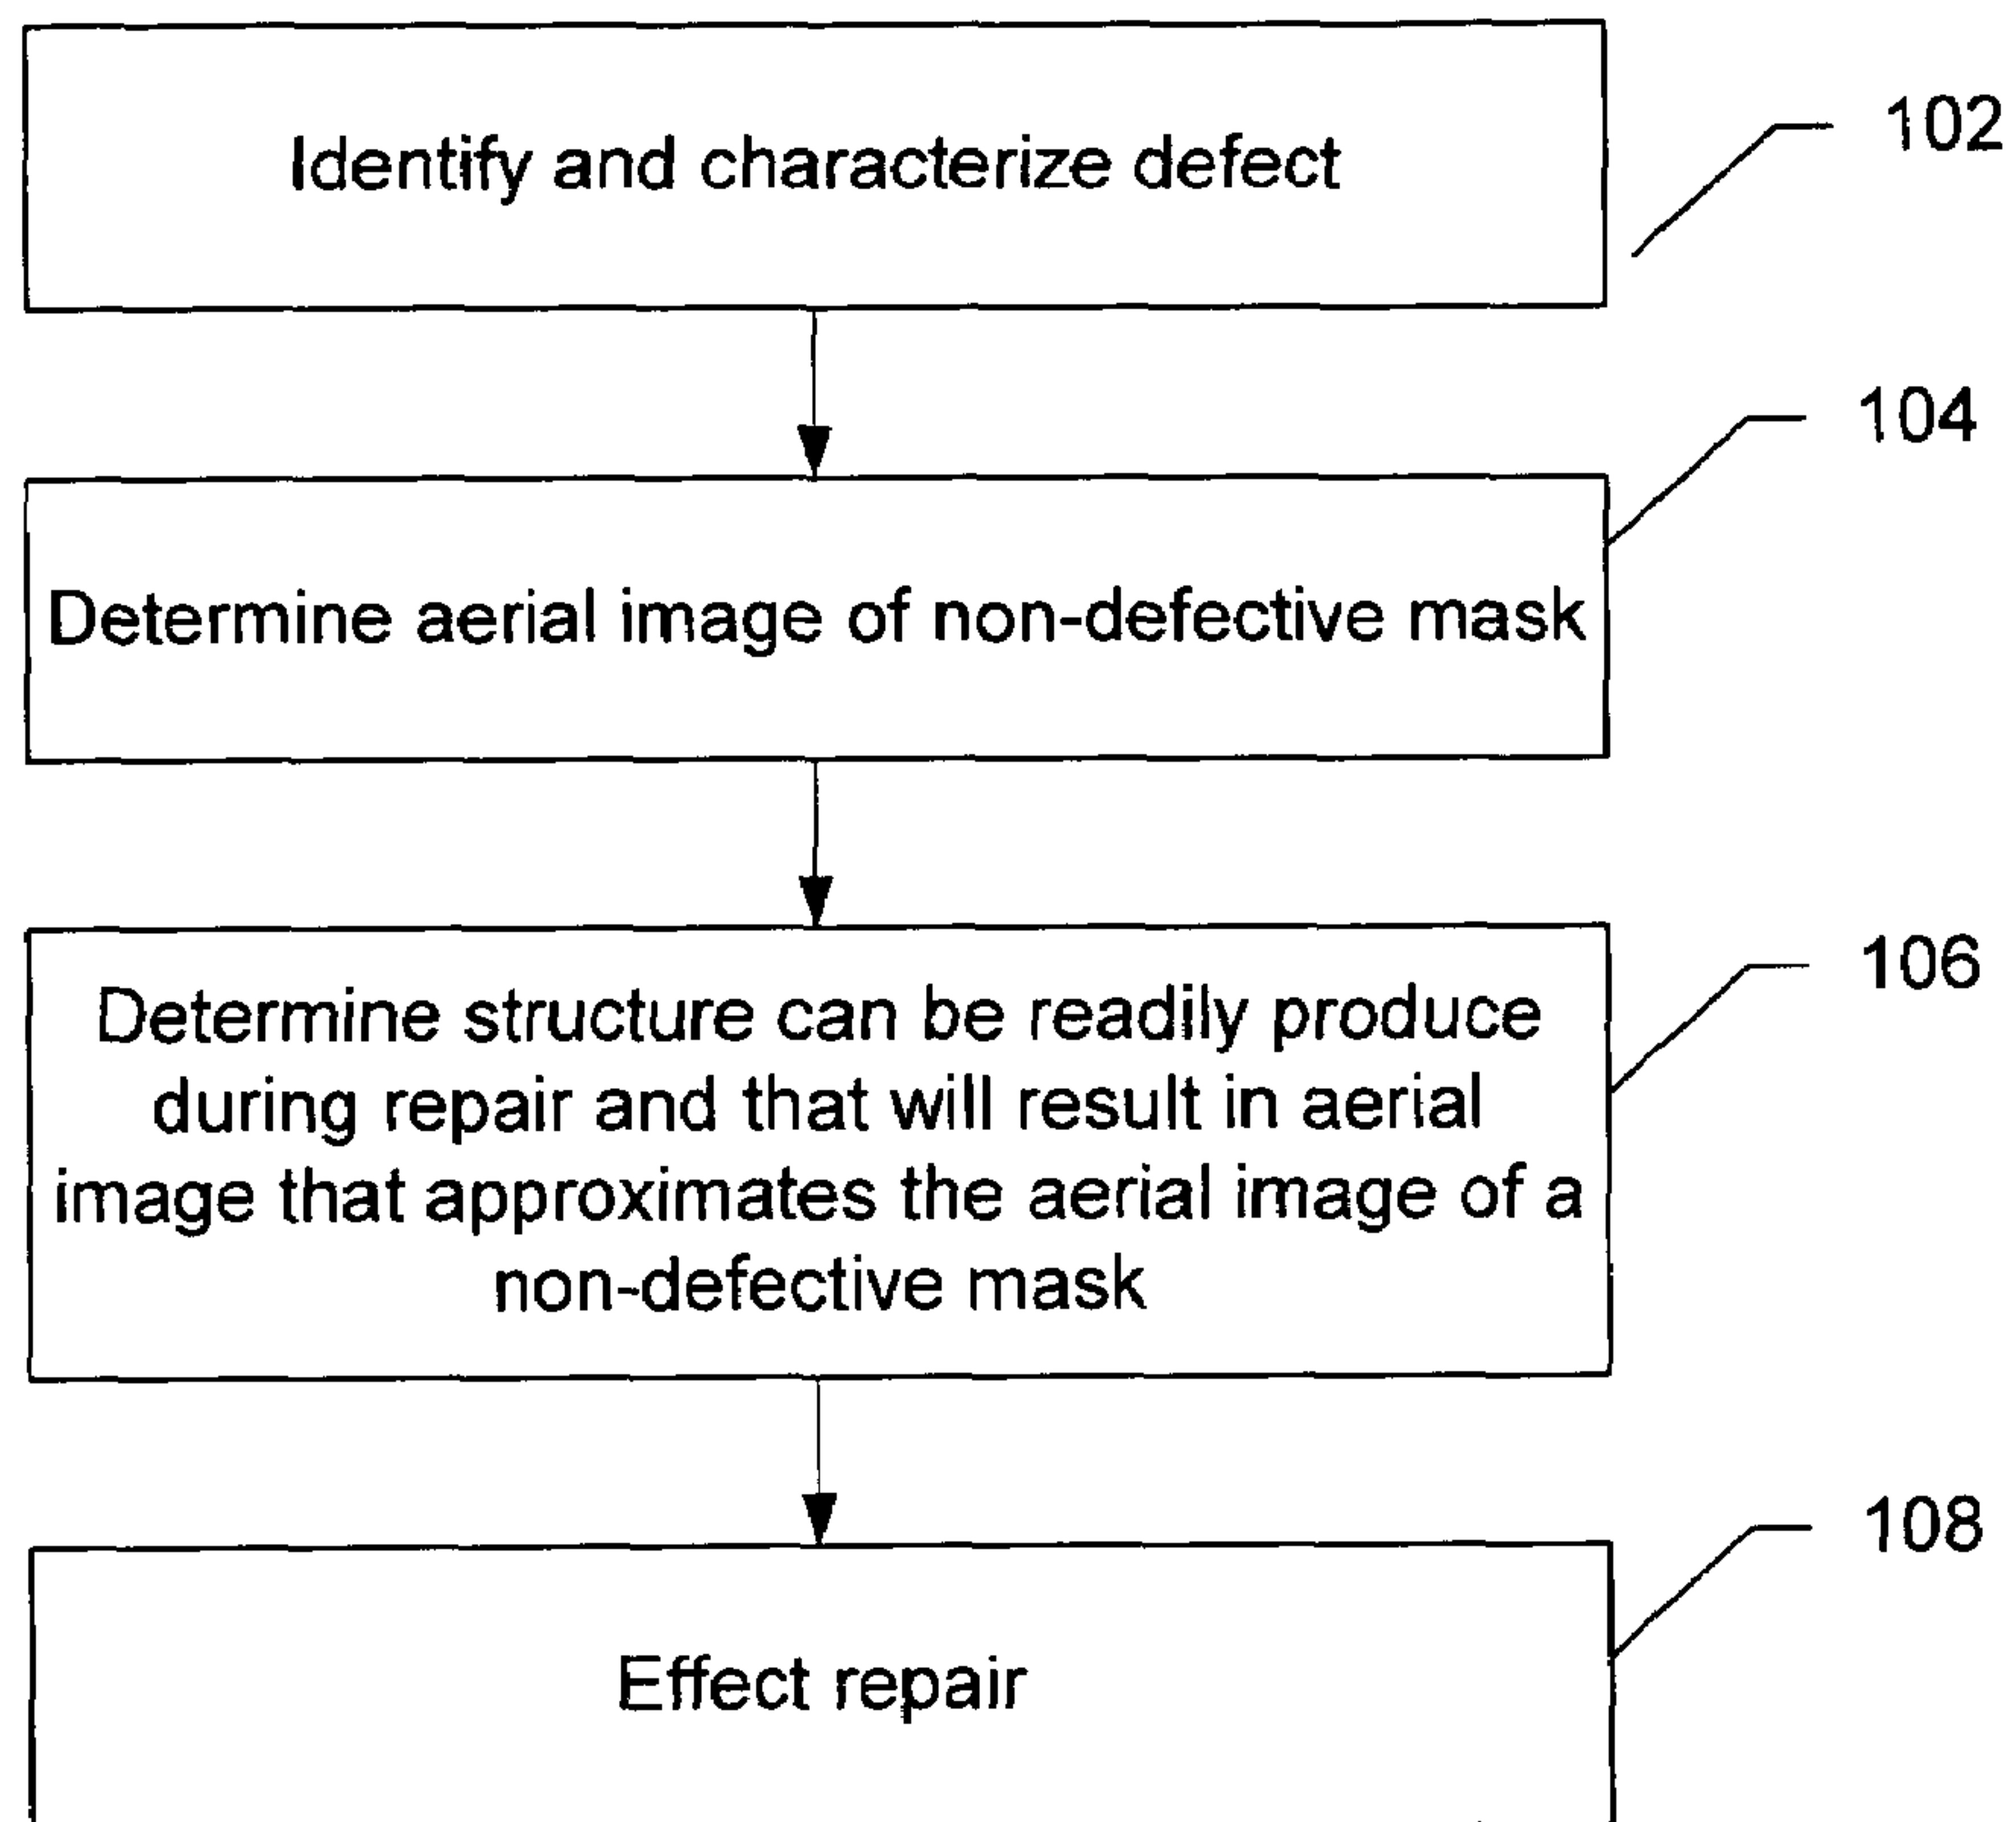 Identify and characterize defect
102
104
Determine aerial image of non-defective mask
106
Determine structure can be readily produce
during repair and that will result in aerial
image that approximates the aerial image of a
non-defective mask
108
Effect repair